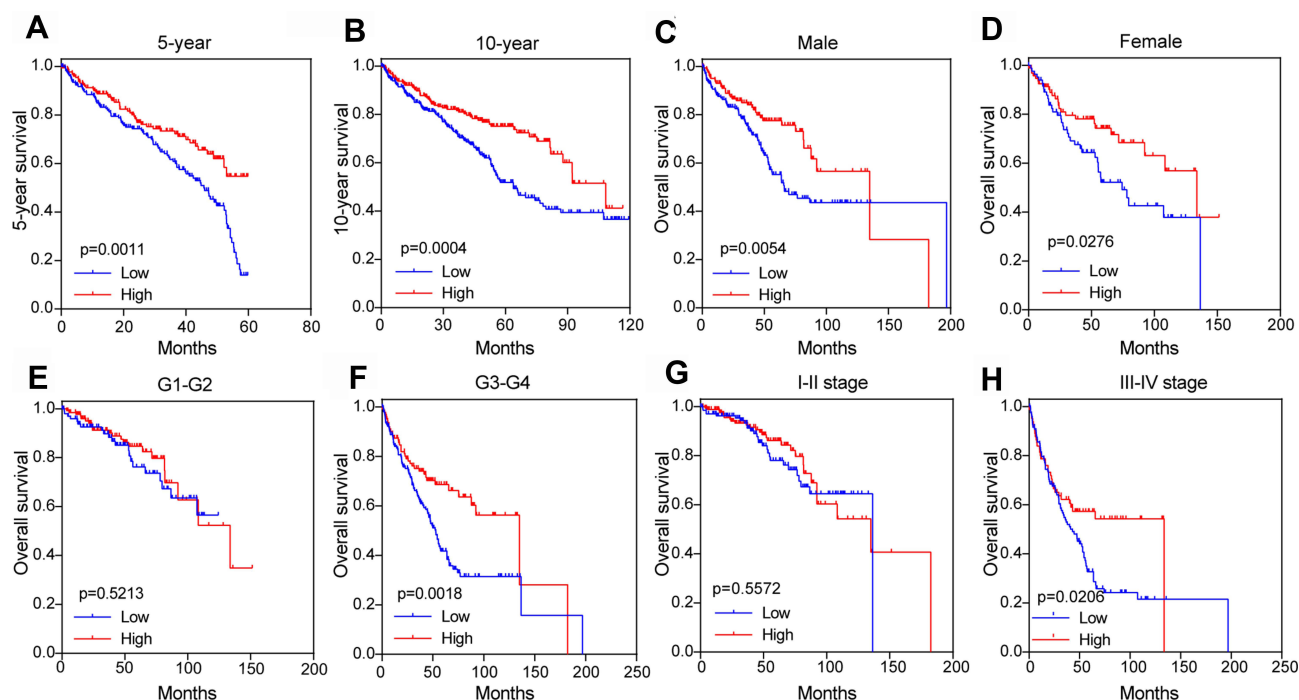 A
5-year
5-year survival
1.0
0.8
0.6
0.4
0.2
0.0
p=0.0011
Low
High
0 20 40 60 80
Months
B
10-year
10-year survival
1.0
0.8
0.6
0.4
0.2
0.0
p=0.0004
Low
High
0 30 60 90 120
Months
C
Male
Overall survival
1.0
0.8
0.6
0.4
0.2
0.0
p=0.0054
Low
High
0 50 100 150 200
Months
D
Female
Overall survival
1.0
0.8
0.6
0.4
0.2
0.0
p=0.0276
Low
High
0 50 100 150 200
Months
E
G1-G2
Overall survival
1.0
0.8
0.6
0.4
0.2
0.0
p=0.5213
Low
High
0 50 100 150 200
Months
F
G3-G4
Overall survival
1.0
0.8
0.6
0.4
0.2
0.0
p=0.0018
Low
High
0 50 100 150 200 250
Months
G
I-II stage
Overall survival
1.0
0.8
0.6
0.4
0.2
0.0
p=0.5572
Low
High
0 50 100 150 200
Months
H
III-IV stage
Overall survival
1.0
0.8
0.6
0.4
0.2
0.0
p=0.0206
Low
High
0 50 100 150 200 250
Months